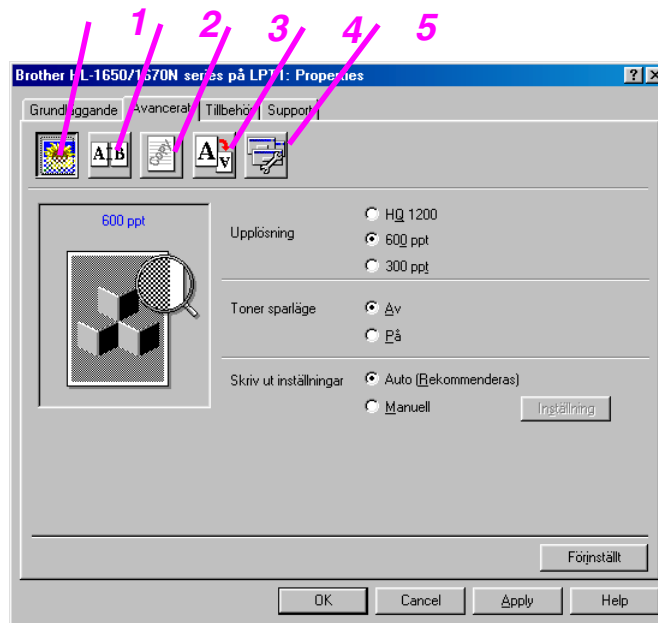 1 2 3 4 5
Brother HL-1650/1670N series på LPT1: Properties
Grundläggande Avancerat Tillbehör Support
A B COPY A A
600 ppt
Upplösning
HQ 1200
600 ppt
300 ppt
Toner sparläge
Av
På
Skriv ut inställningar
Auto (Rekommenderas)
Manuell
Inställning
Förinställt
OK Cancel Apply Help